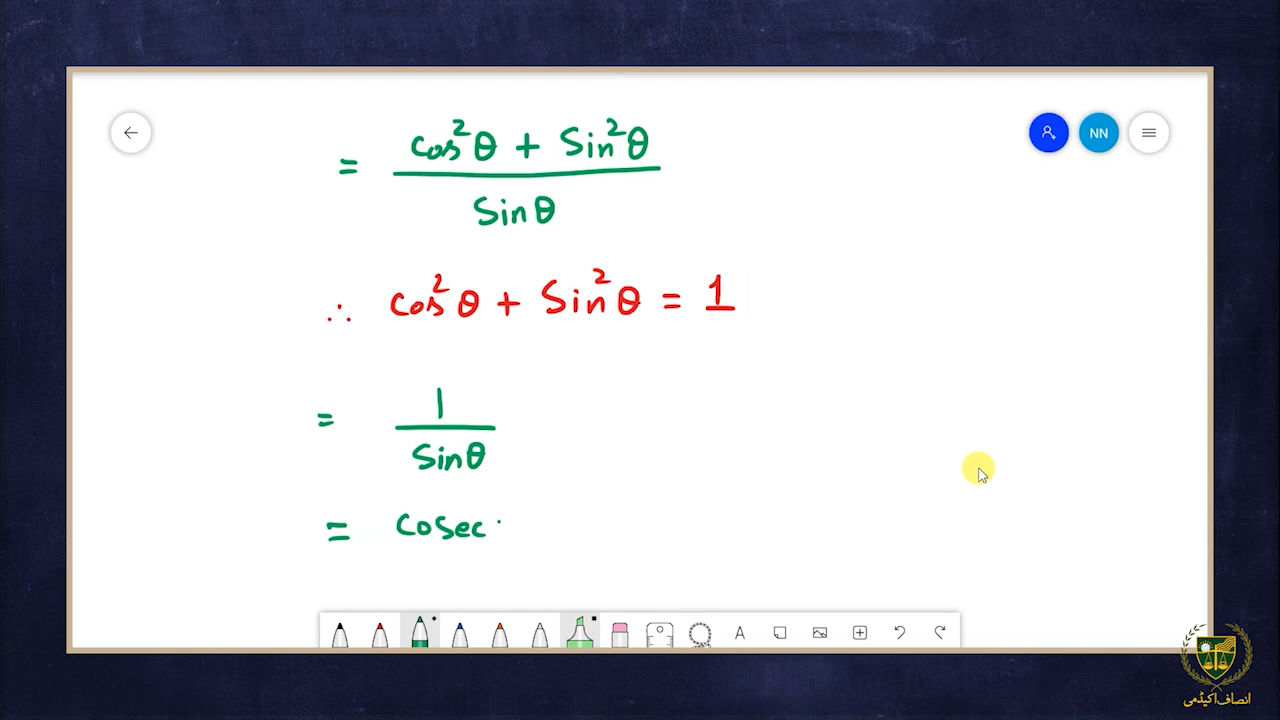 = cos²θ + Sin²θ
Sinθ
∴ cos²θ + Sin²θ = 1
= 1
Sinθ
= cosec
NN
A
انصاف اکیڈمی